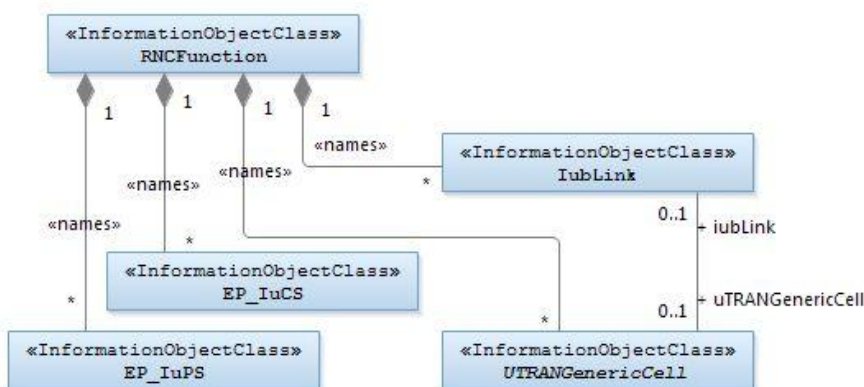 «InformationObjectClass»
RNCFunction
1
1
1
1
«names»
«names»
«names»
«names»
«InformationObjectClass»
IubLink
*
0..1
+ iubLink
*
«InformationObjectClass»
EP_IuCS
*
0..1
+ uTRANGenericCell
*
«InformationObjectClass»
EP_IuPS
«InformationObjectClass»
UTRANGenericCell